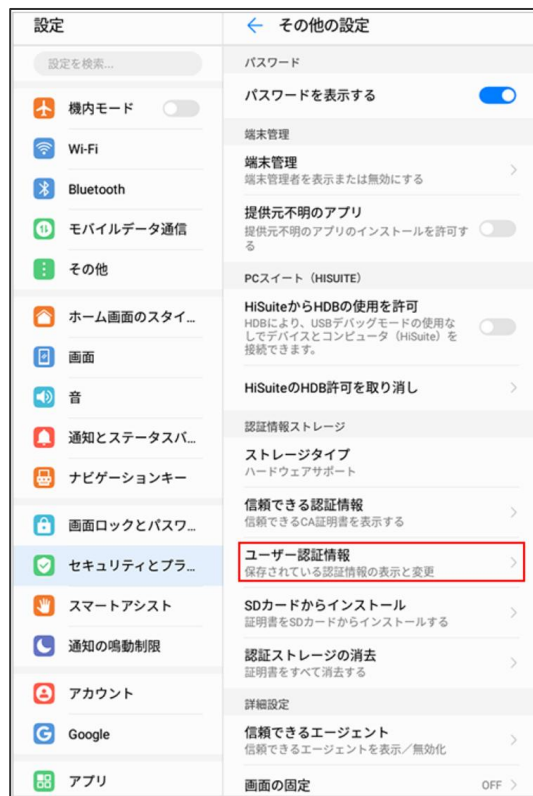 設定
設定を検索...
機内モード
Wi-Fi
Bluetooth
モバイルデータ通信
その他
ホーム画面のスタイ...
画面
音
通知とステータスバ...
ナビゲーションキー
画面ロックとパスワ...
セキュリティとプラ...
スマートアシスト
通知の鳴動制限
アカウント
Google
アプリ
その他の設定
パスワード
パスワードを表示する
端末管理
端末管理
端末管理者を表示または無効にする
提供元不明のアプリ
提供元不明のアプリのインストールを許可す
る
PCスイート（HISUITE）
HiSuiteからHDBの使用を許可
HDBにより、USBデバッグモードの使用な
しでデバイスとコンピュータ（HiSuite）を
接続できます。
HiSuiteのHDB許可を取り消し
認証情報ストレージ
ストレージタイプ
ハードウェアサポート
信頼できる認証情報
信頼できるCA証明書を表示する
ユーザー認証情報
保存されている認証情報の表示と変更
SDカードからインストール
証明書をSDカードからインストールする
認証ストレージの消去
証明書をすべて消去する
詳細設定
信頼できるエージェント
信頼できるエージェントを表示／無効化
画面の固定
OFF